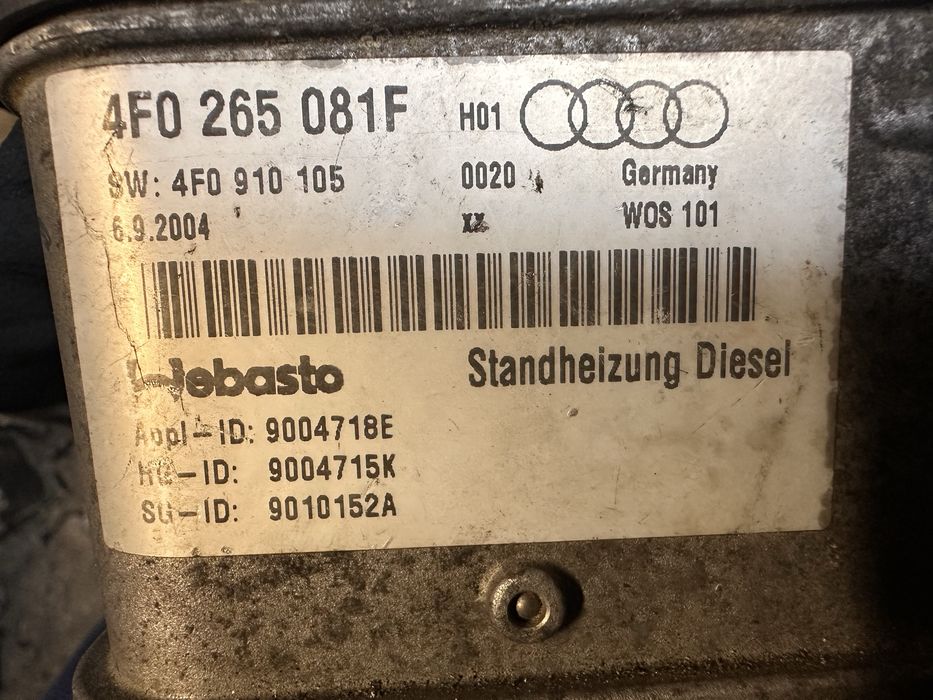 4F0 265 081F H01
SW: 4F0 910 105 0020 Germany
6.9.2004 XX WOS 101
Webasto Standheizung Diesel
Appl-ID: 9004718E
HG-ID: 9004715K
SG-ID: 9010152A